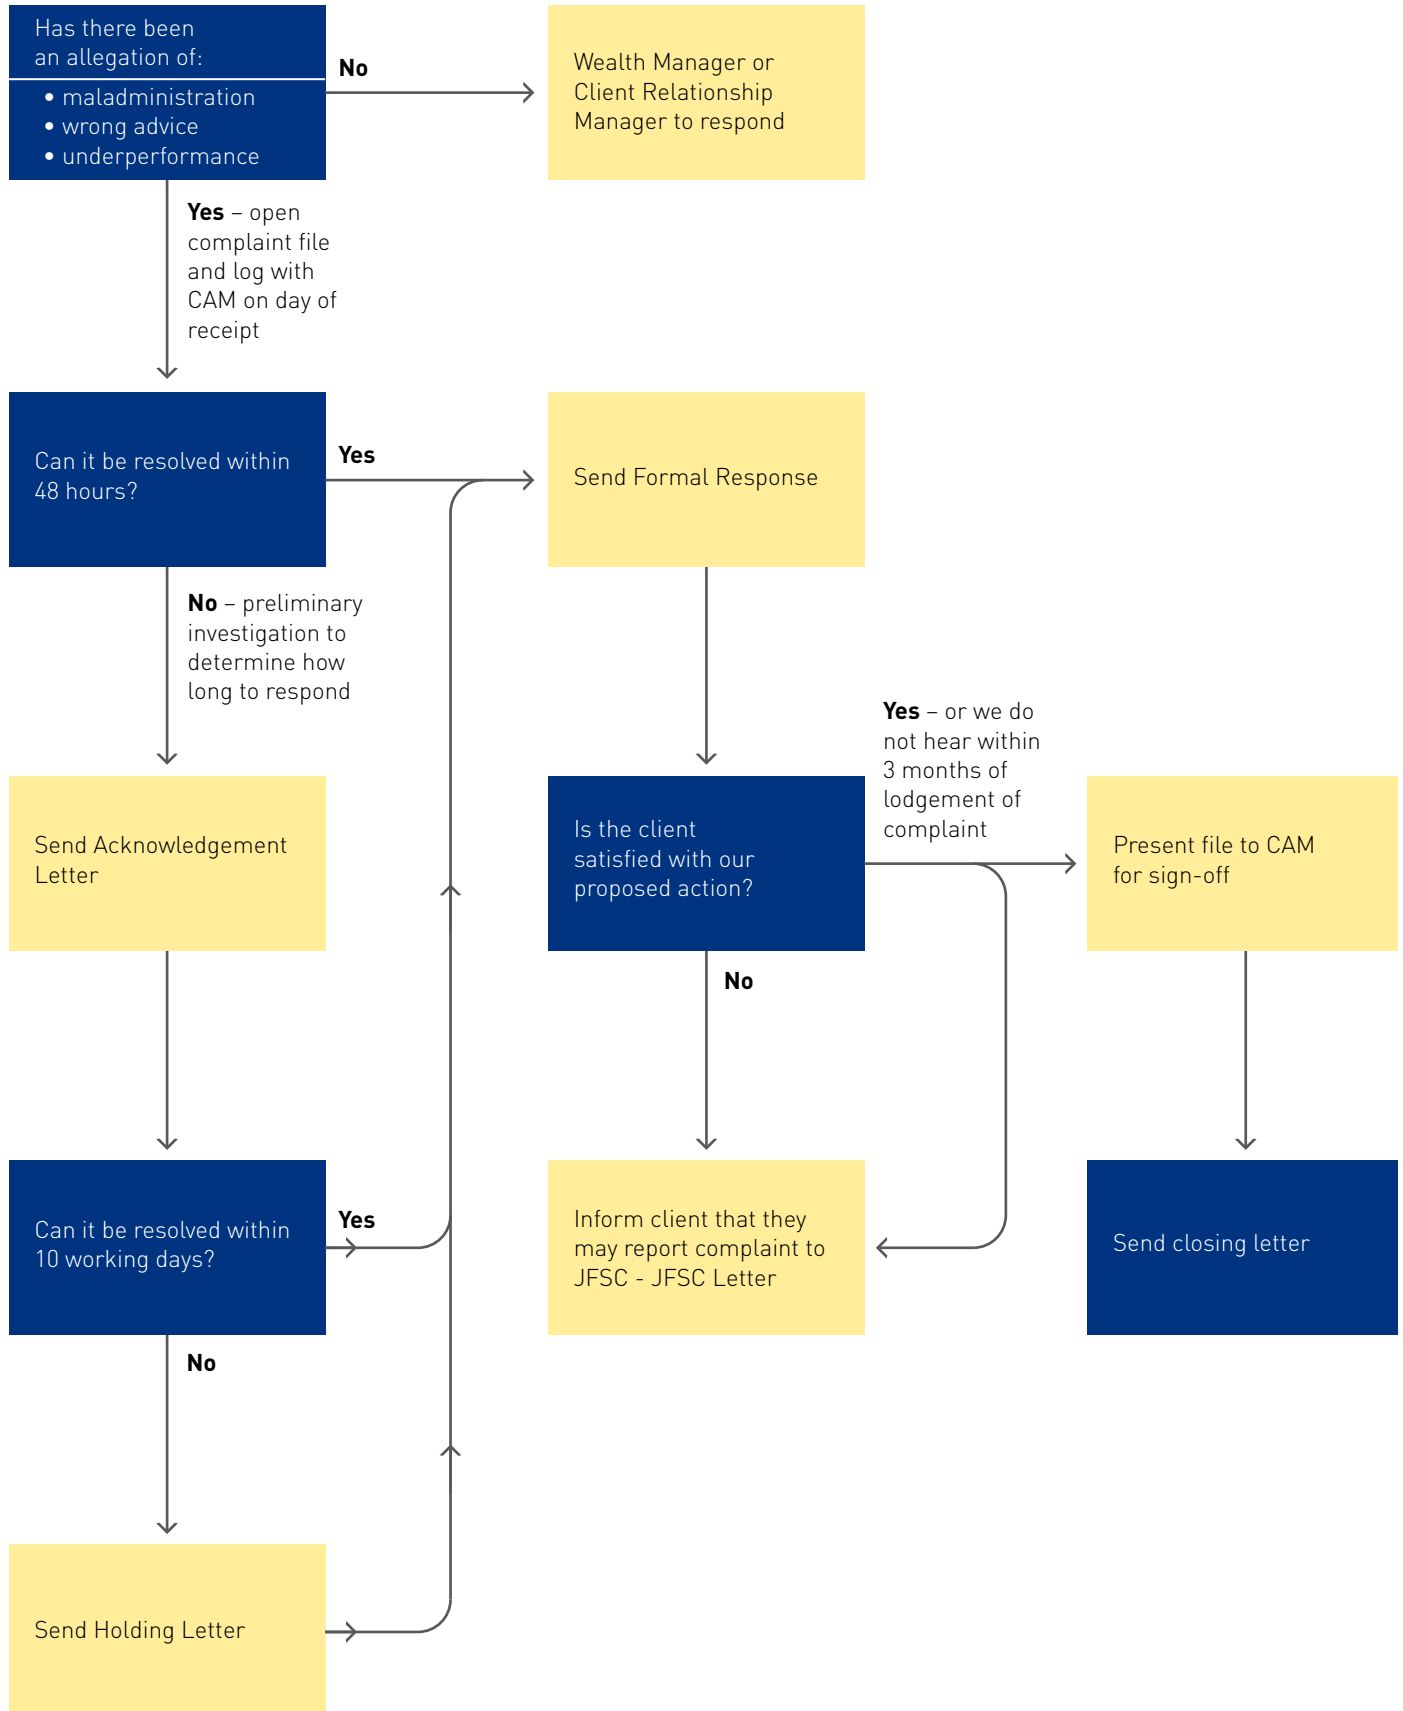 Has there been
an allegation of:
• maladministration
• wrong advice
• underperformance
No
Wealth Manager or
Client Relationship
Manager to respond
Yes – open
complaint file
and log with
CAM on day of
receipt
Can it be resolved within
48 hours?
Yes
Send Formal Response
No – preliminary
investigation to
determine how
long to respond
Yes – or we do
not hear within
3 months of
lodgement of
complaint
Send Acknowledgement
Letter
Is the client
satisfied with our
proposed action?
Present file to CAM
for sign-off
No
Can it be resolved within
10 working days?
Yes
Inform client that they
may report complaint to
JFSC - JFSC Letter
Send closing letter
No
Send Holding Letter